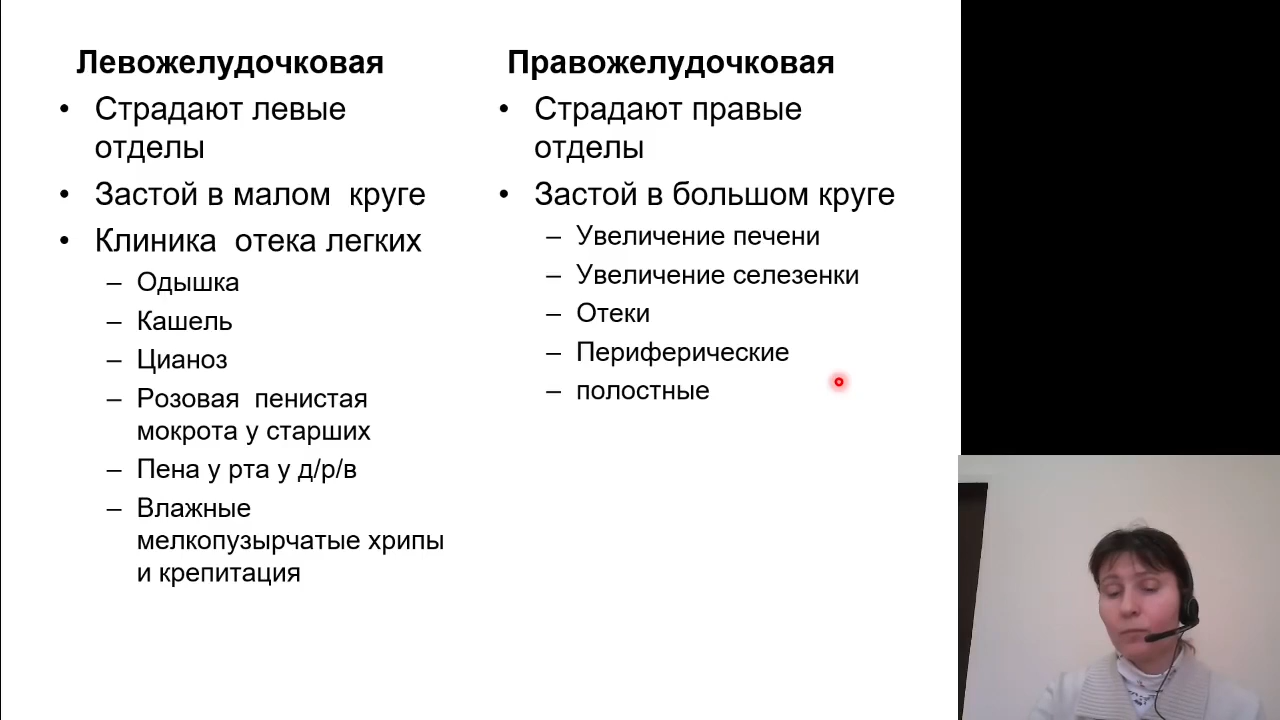 Левожелудочковая
• Страдают левые
отделы
• Застой в малом  круге
• Клиника  отека легких
– Одышка
– Кашель
– Цианоз
– Розовая  пенистая
мокрота у старших
– Пена у рта у д/р/в
– Влажные
мелкопузырчатые хрипы
и крепитация
Правожелудочковая
• Страдают правые
отделы
• Застой в большом круге
– Увеличение печени
– Увеличение селезенки
– Отеки
– Периферические
– полостные